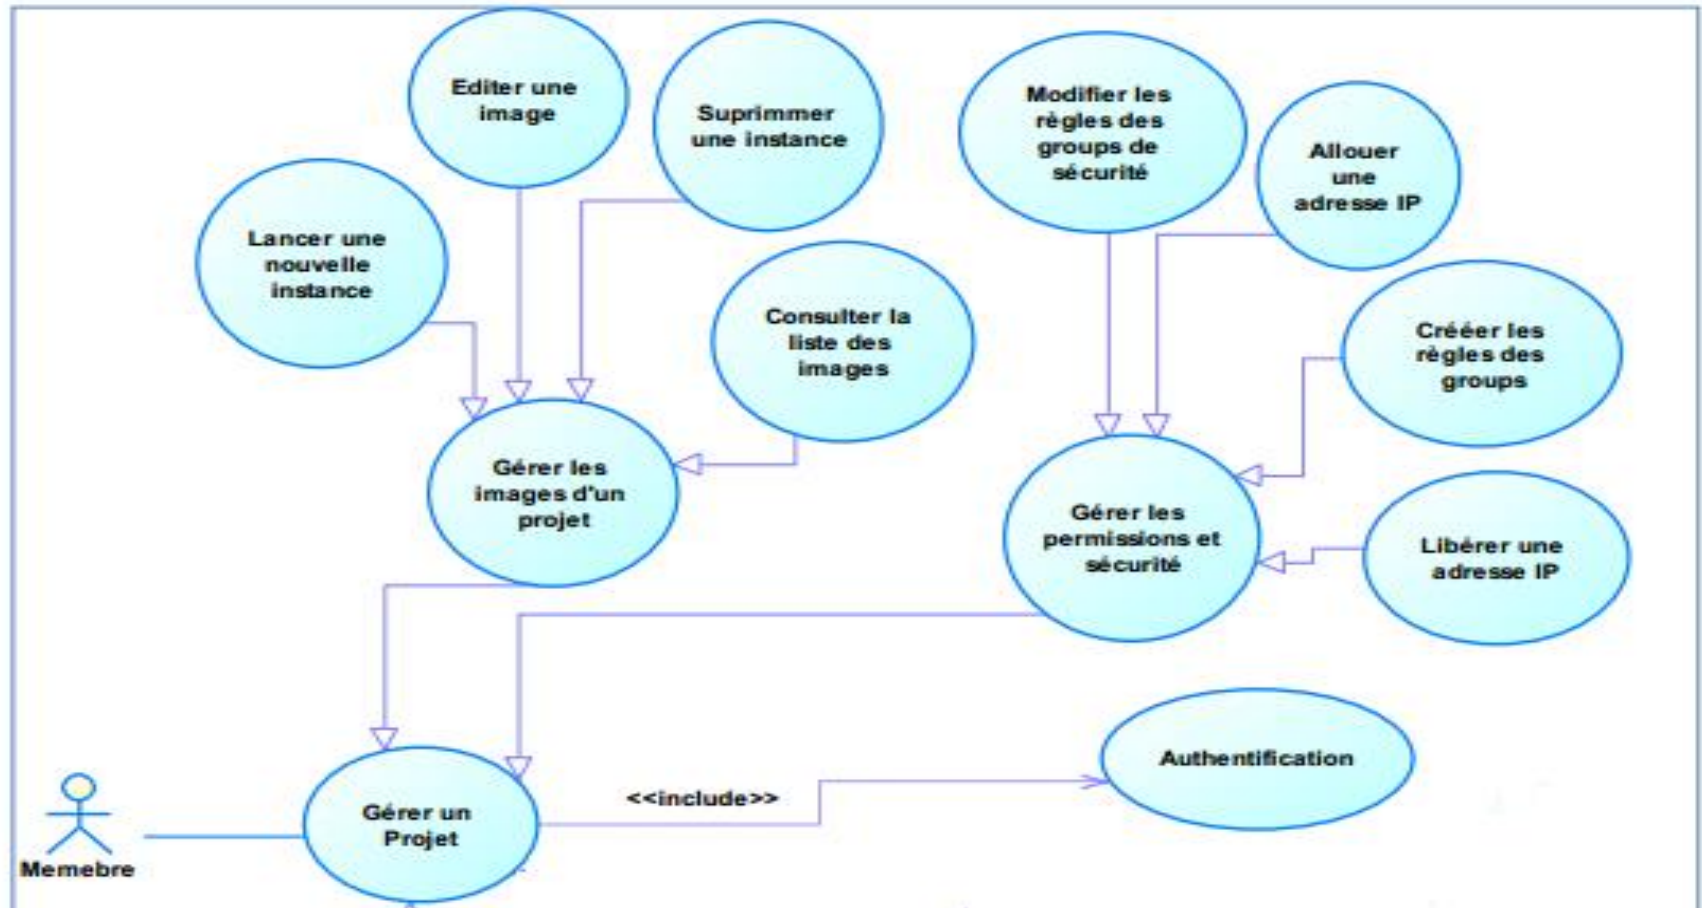 Editer une
image
Suprimmer
une instance
Modifier les
règles des
groups de
sécurité
Allouer
une
adresse IP
Lancer une
nouvelle
instance
Consulter la
liste des
images
Crééer les
règles des
groups
Gérer les
images d'un
projet
Gérer les
permissions et
sécurité
Libérer une
adresse IP
Authentification
<<include>>
Gérer un
Projet
Memebre